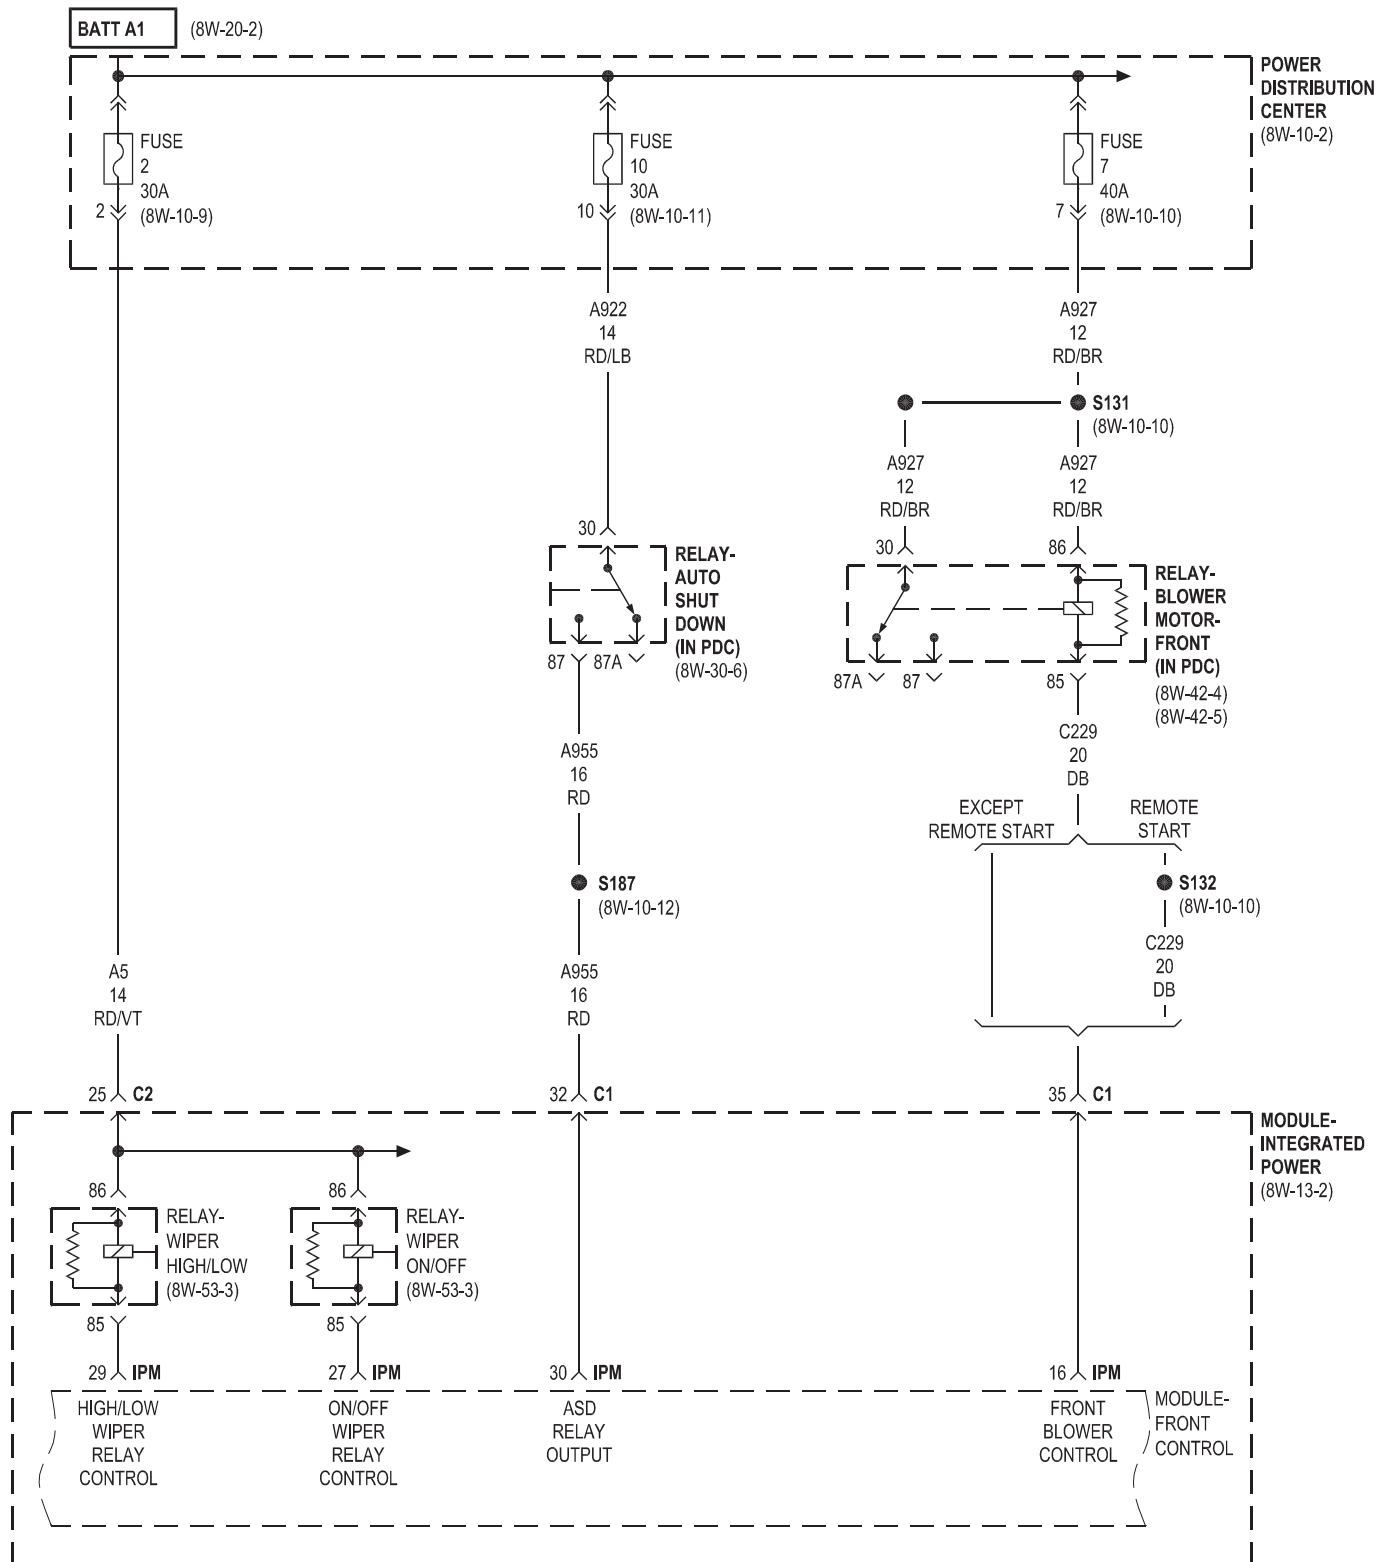 BATT A1 (8W-20-2)
POWER
DISTRIBUTION
CENTER
(8W-10-2)
FUSE
2
30A
2 (8W-10-9)
FUSE
10
30A
10 (8W-10-11)
FUSE
7
40A
7 (8W-10-10)
A922
14
RD/LB
A927
12
RD/BR
S131
(8W-10-10)
A927
12
RD/BR
A927
12
RD/BR
30
RELAY-
AUTO
SHUT
DOWN
(IN PDC)
(8W-30-6)
87 87A
30
86
RELAY-
BLOWER
MOTOR-
FRONT
(IN PDC)
(8W-42-4)
(8W-42-5)
87A 87
85
A955
16
RD
C229
20
DB
EXCEPT
REMOTE START
REMOTE
START
S187
(8W-10-12)
S132
(8W-10-10)
A5
14
RD/VT
A955
16
RD
C229
20
DB
25 C2
32 C1
35 C1
MODULE-
INTEGRATED
POWER
(8W-13-2)
86
RELAY-
WIPER
HIGH/LOW
(8W-53-3)
85
86
RELAY-
WIPER
ON/OFF
(8W-53-3)
85
29 IPM
27 IPM
30 IPM
16 IPM
HIGH/LOW
WIPER
RELAY
CONTROL
ON/OFF
WIPER
RELAY
CONTROL
ASD
RELAY
OUTPUT
FRONT
BLOWER
CONTROL
MODULE-
FRONT
CONTROL